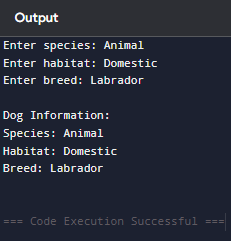 Output
Enter species: Animal
Enter habitat: Domestic
Enter breed: Labrador
Dog Information:
Species: Animal
Habitat: Domestic
Breed: Labrador
=== Code Execution Successful ===